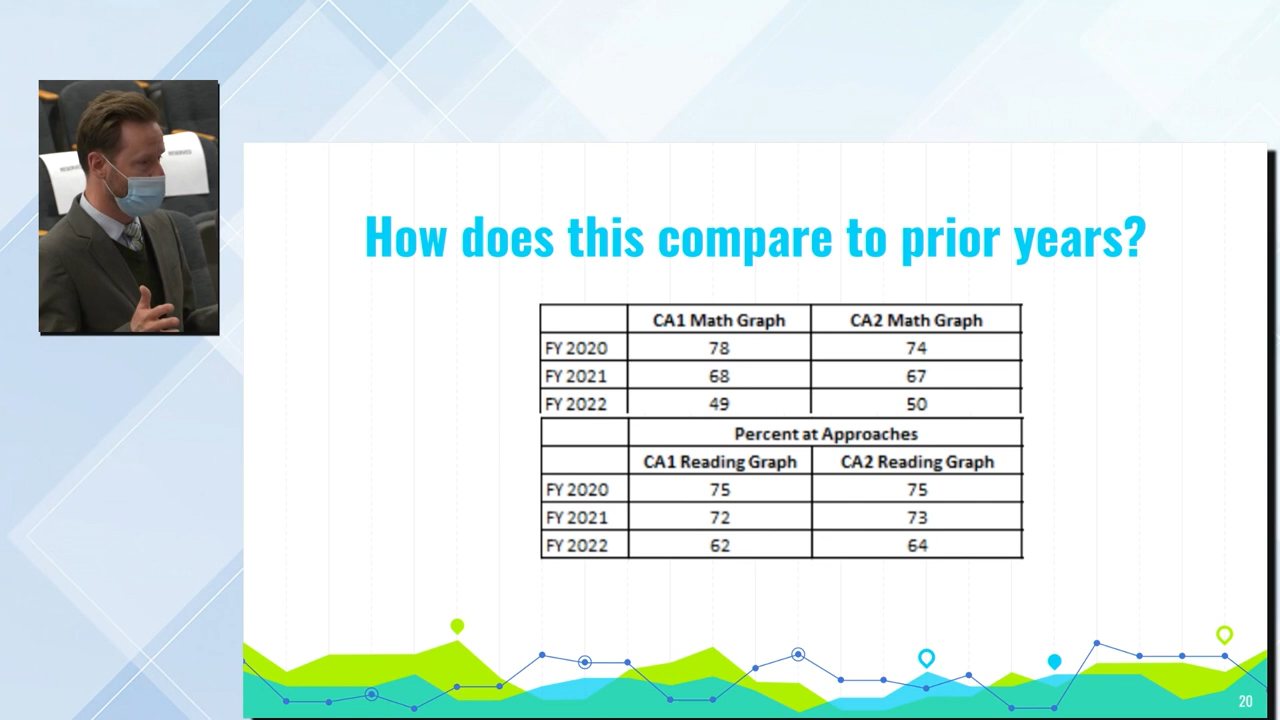 RESERVED
RESERVED
How does this compare to prior years?
CA1 Math Graph CA2 Math Graph
FY 2020 78 74
FY 2021 68 67
FY 2022 49 50
Percent at Approaches
CA1 Reading Graph CA2 Reading Graph
FY 2020 75 75
FY 2021 72 73
FY 2022 62 64
20